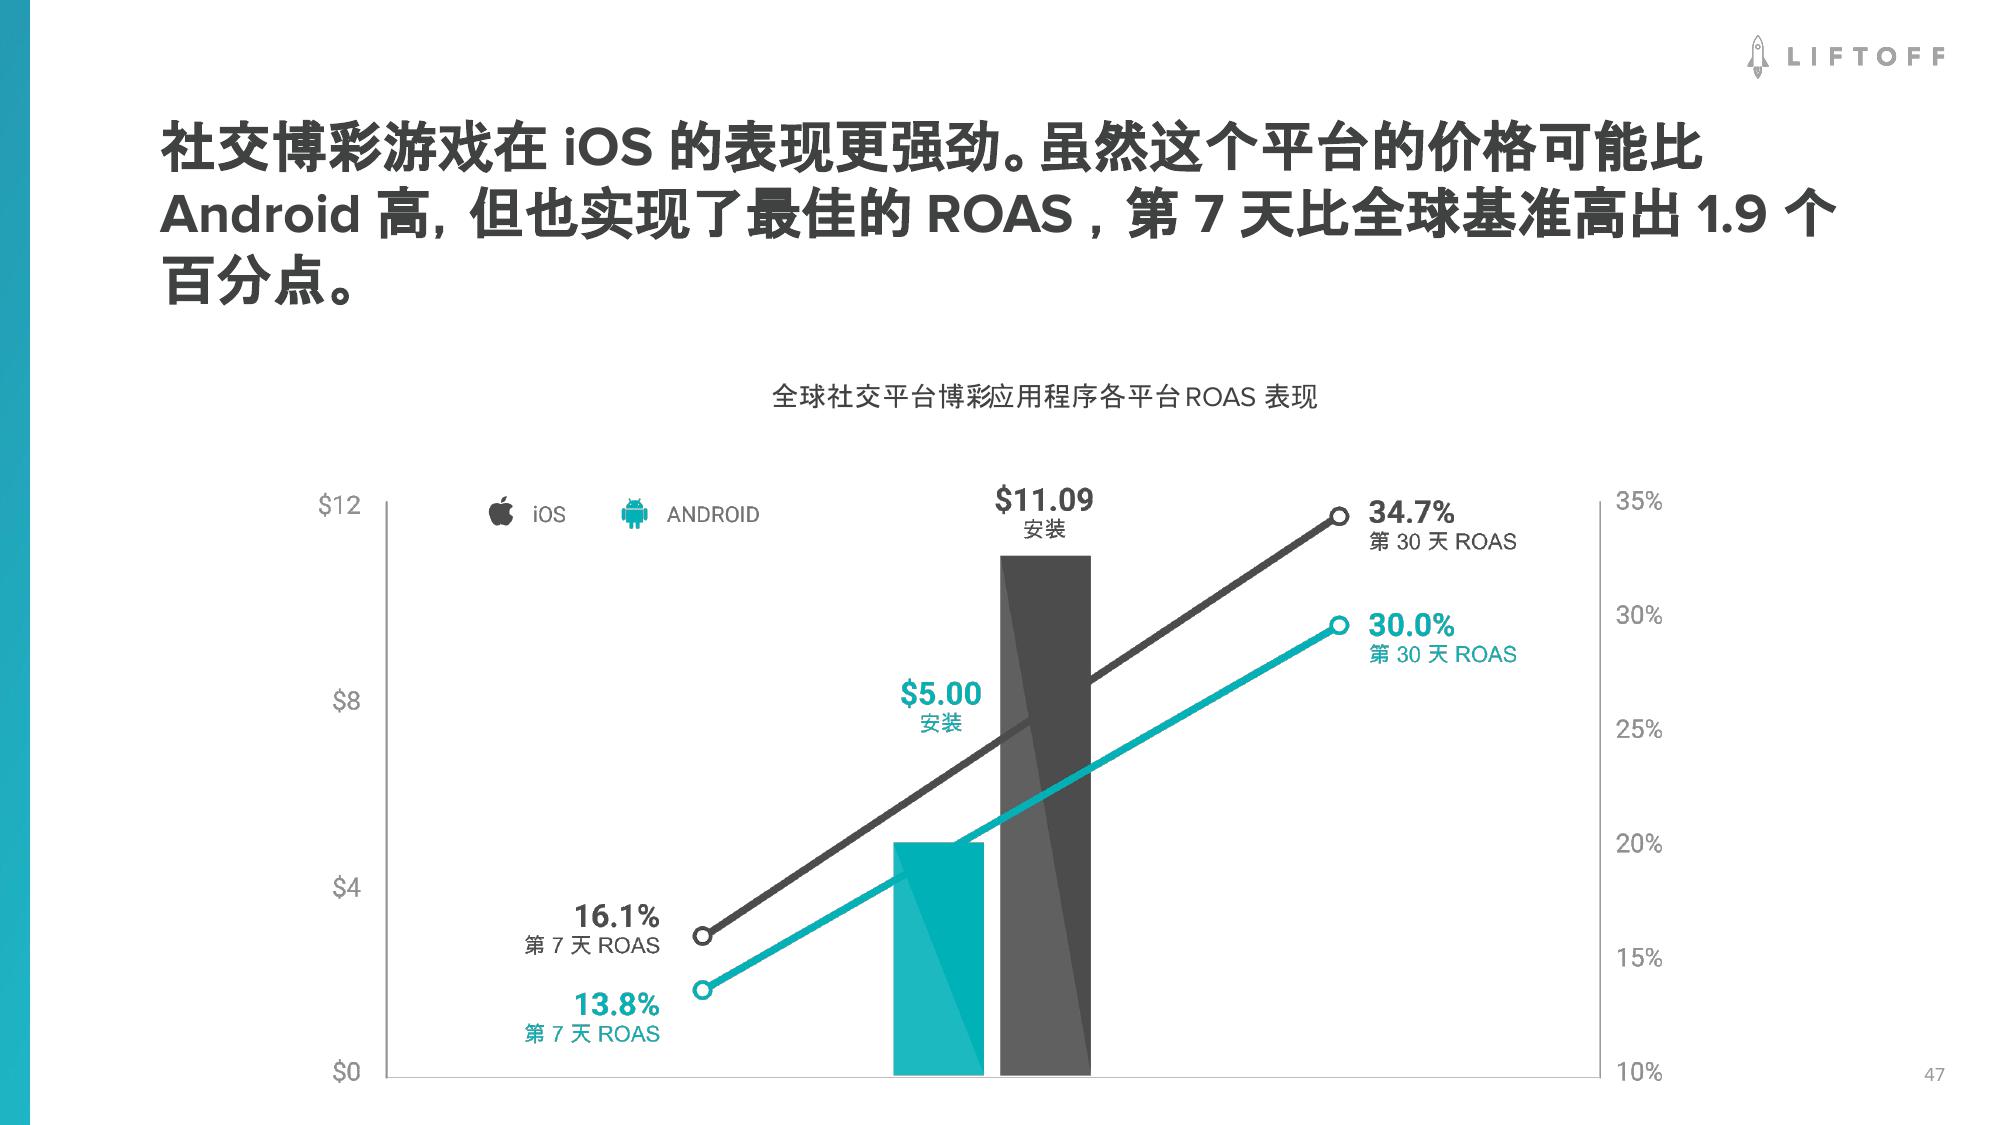 LIFTOFF
社交博彩游戏在 iOS 的表现更强劲。虽然这个平台的价格可能比
Android 高，但也实现了最佳的 ROAS，第 7 天比全球基准高出 1.9 个
百分点。
全球社交平台博彩应用程序各平台 ROAS 表现
iOS
ANDROID
$12
$8
$4
$0
$11.09
安装
$5.00
安装
34.7%
第 30 天 ROAS
30.0%
第 30 天 ROAS
16.1%
第 7 天 ROAS
13.8%
第 7 天 ROAS
35%
30%
25%
20%
15%
10%
47